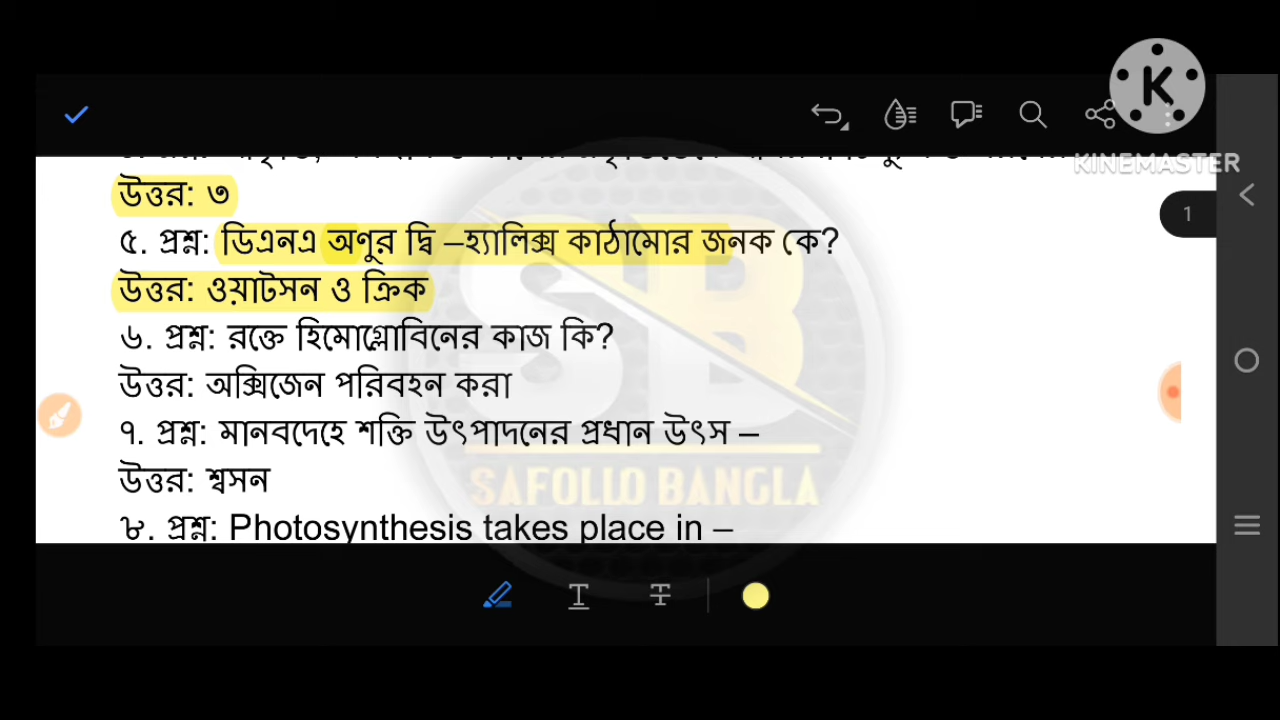 KINEMASTER
উত্তর: ৩
1
৫. প্রশ্ন: ডিএনএ অণুর দ্বি –হ্যালিক্স কাঠামোর জনক কে?
উত্তর: ওয়াটসন ও ক্রিক
৬. প্রশ্ন: রক্তে হিমোগ্লোবিনের কাজ কি?
উত্তর: অক্সিজেন পরিবহন করা
৭. প্রশ্ন: মানবদেহে শক্তি উৎপাদনের প্রধান উৎস –
উত্তর: শ্বসন
SAFOLLO BANGLA
৮. প্রশ্ন: Photosynthesis takes place in –